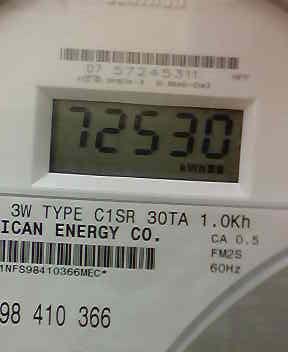 07 57245311
72530
kWh
3W TYPE C1SR 30TA 1.0Kh
ICAN ENERGY CO.
CA 0.5
FM2S
60Hz
1NFS98410366MEC*
98 410 366